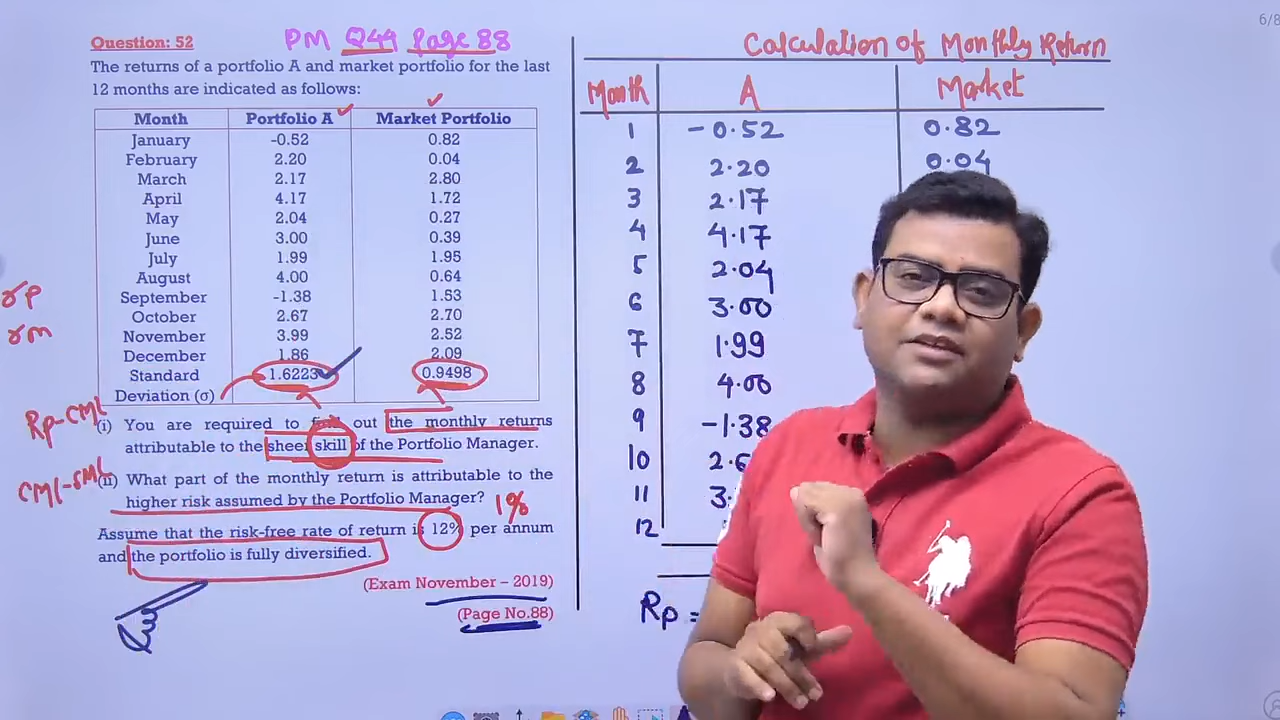 6/8
Question: 52
PM Q44 Page 88
The returns of a portfolio A and market portfolio for the last
12 months are indicated as follows:
Month Portfolio A Market Portfolio
January -0.52 0.82
February 2.20 0.04
March 2.17 2.80
April 4.17 1.72
May 2.04 0.27
June 3.00 0.39
July 1.99 1.95
August 4.00 0.64
September -1.38 1.53
October 2.67 2.70
November 3.99 2.52
December 1.86 2.09
Standard 1.6223 0.9498
Deviation (σ)
rp
rm
Rp-CML
(i) You are required to out the monthly returns
attributable to the sheer skill of the Portfolio Manager.
CML-SML
(ii) What part of the monthly return is attributable to the
higher risk assumed by the Portfolio Manager?
1%
Assume that the risk-free rate of return is 12% per annum
and the portfolio is fully diversified.
(Exam November – 2019)
(Page No.88)
Calculation of Monthly Return
Month A Market
1 -0.52 0.82
2 2.20 0.04
3 2.17
4 4.17
5 2.04
6 3.00
7 1.99
8 4.00
9 -1.38
10 2.6
11 3.
12
Rp =